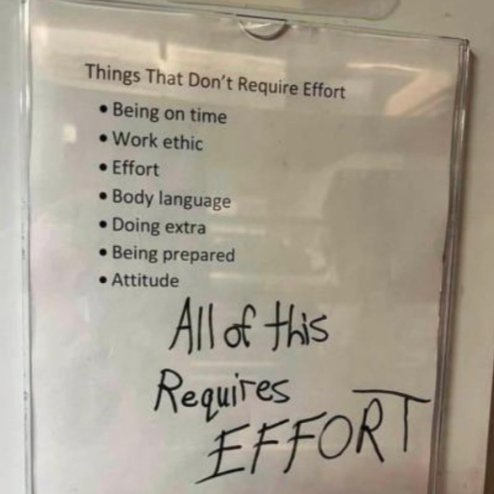 Things That Don't Require Effort
• Being on time
• Work ethic
• Effort
• Body language
• Doing extra
• Being prepared
• Attitude
All of this
Requires
EFFORT